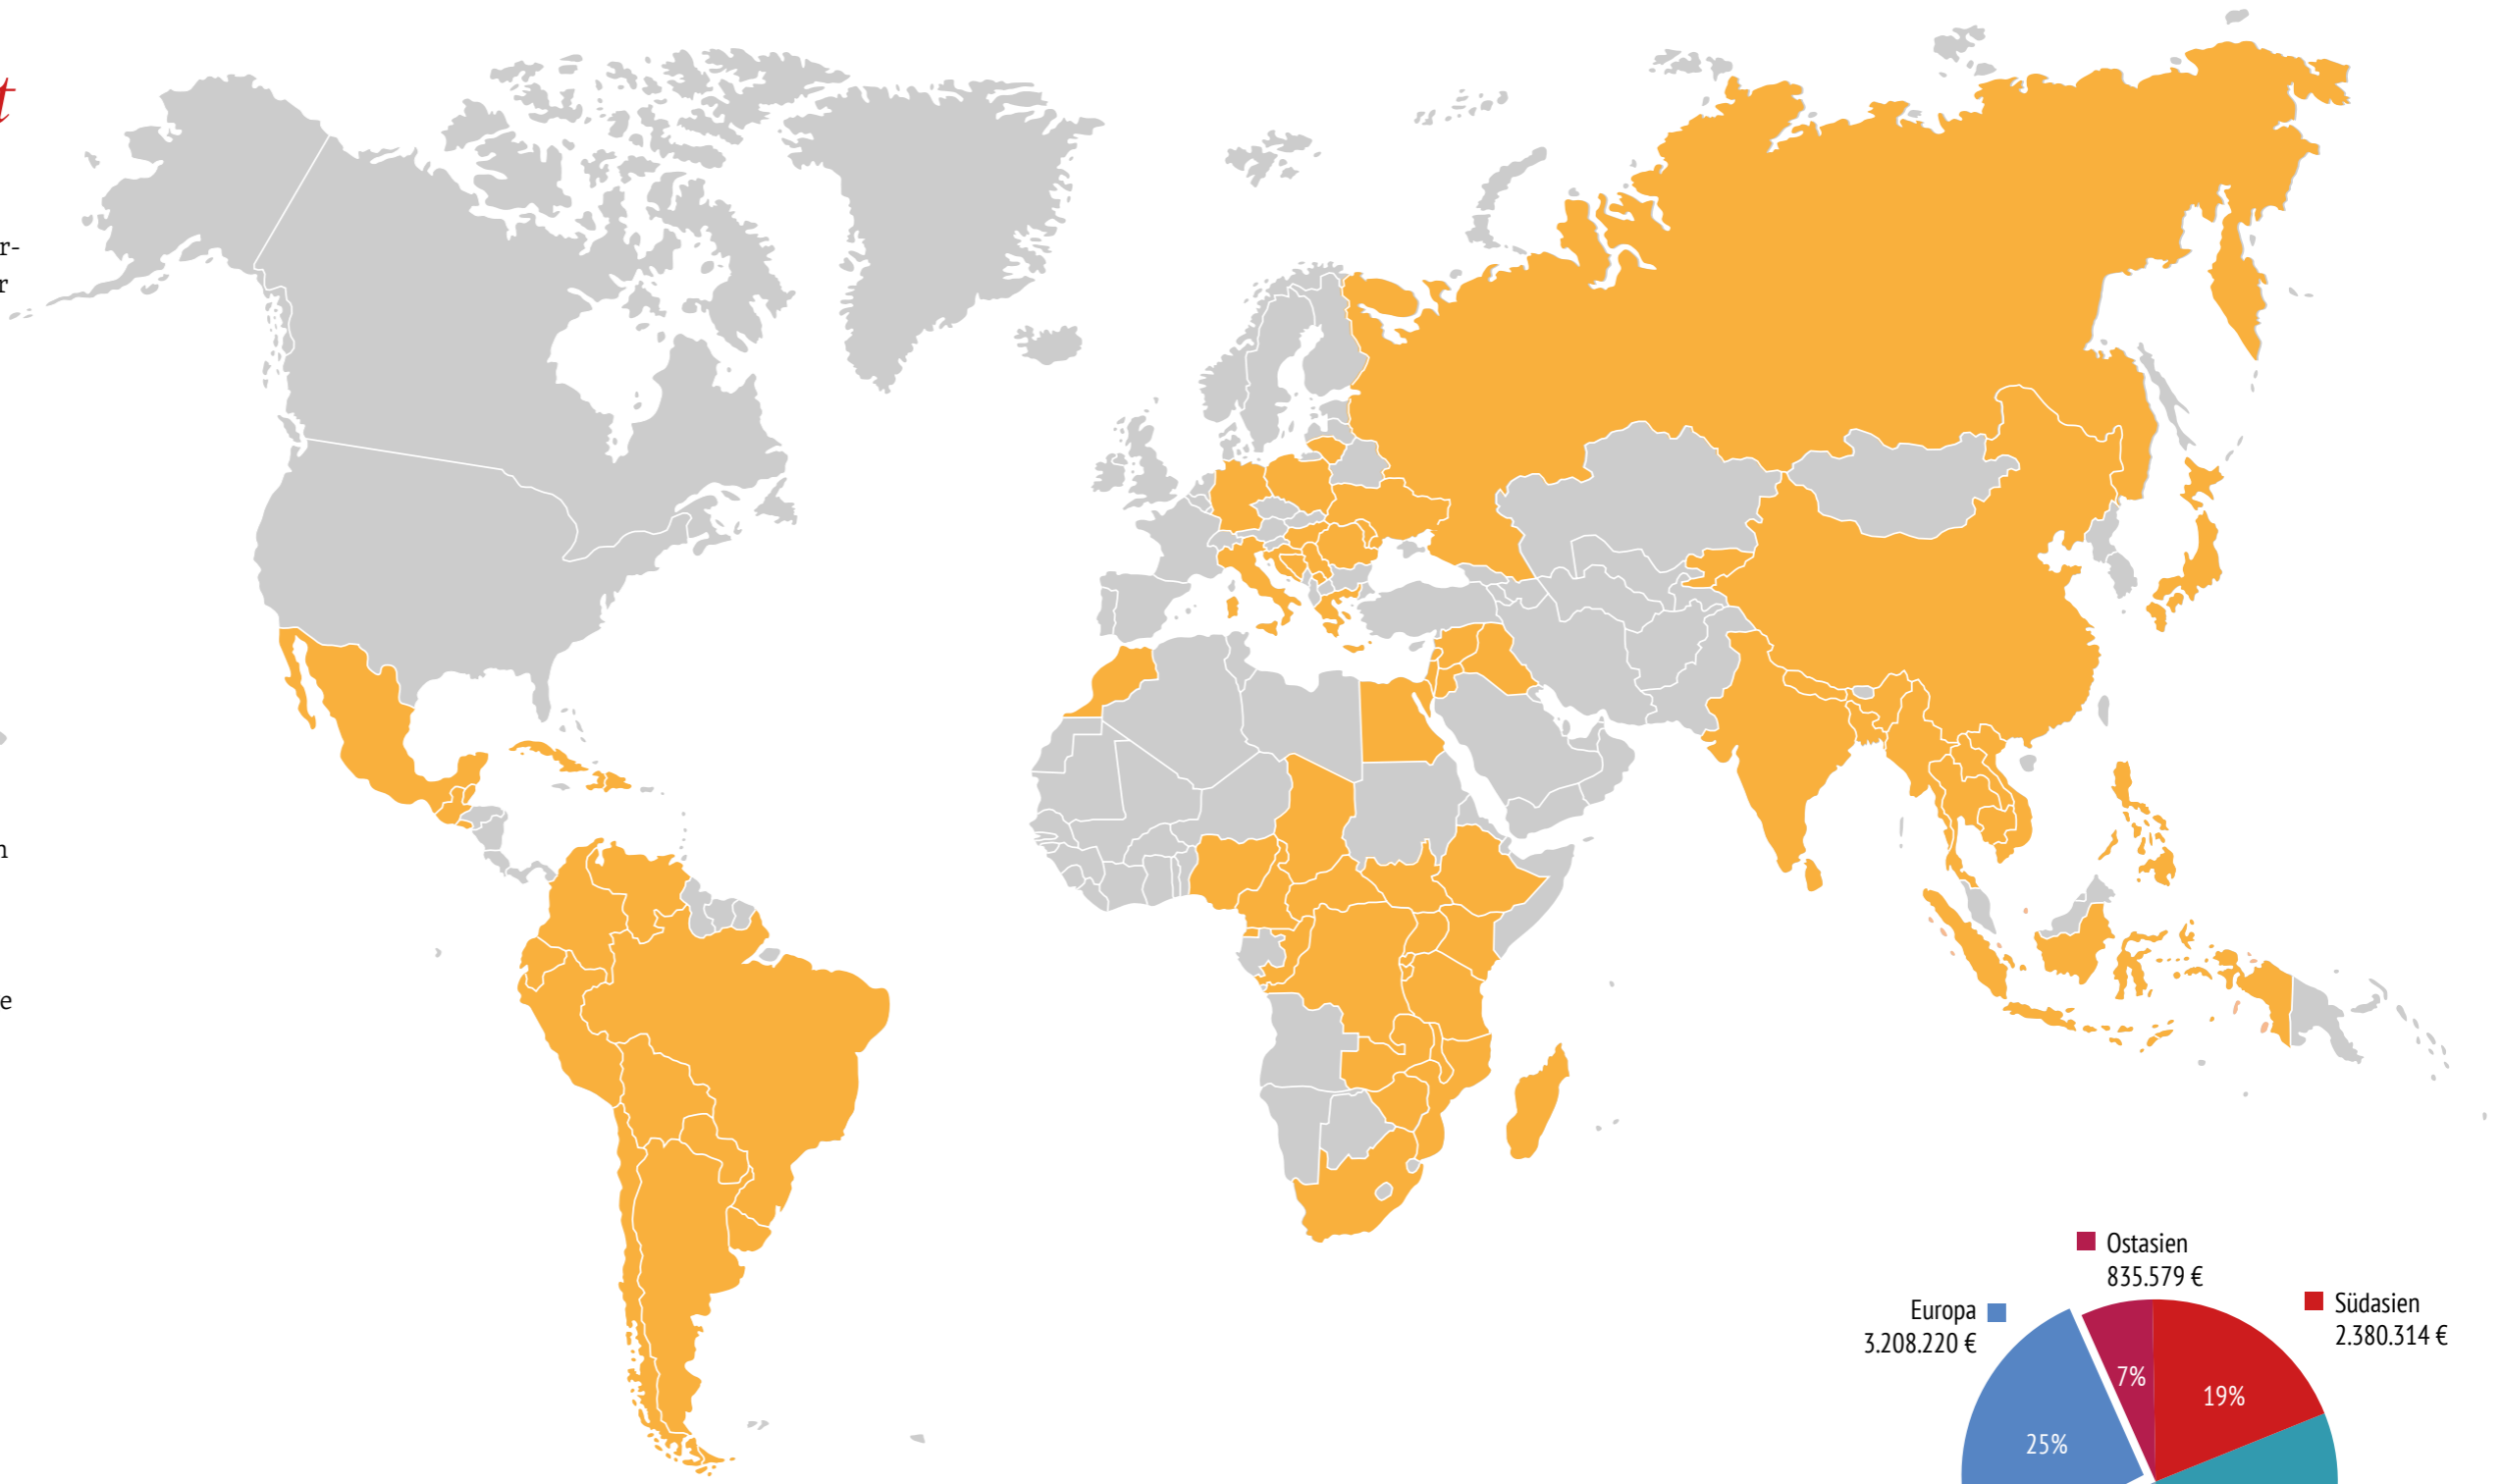 t
r-
r
n
e
Ostasien
835.579 €
Europa
3.208.220 €
Südasien
2.380.314 €
7%
19%
25%